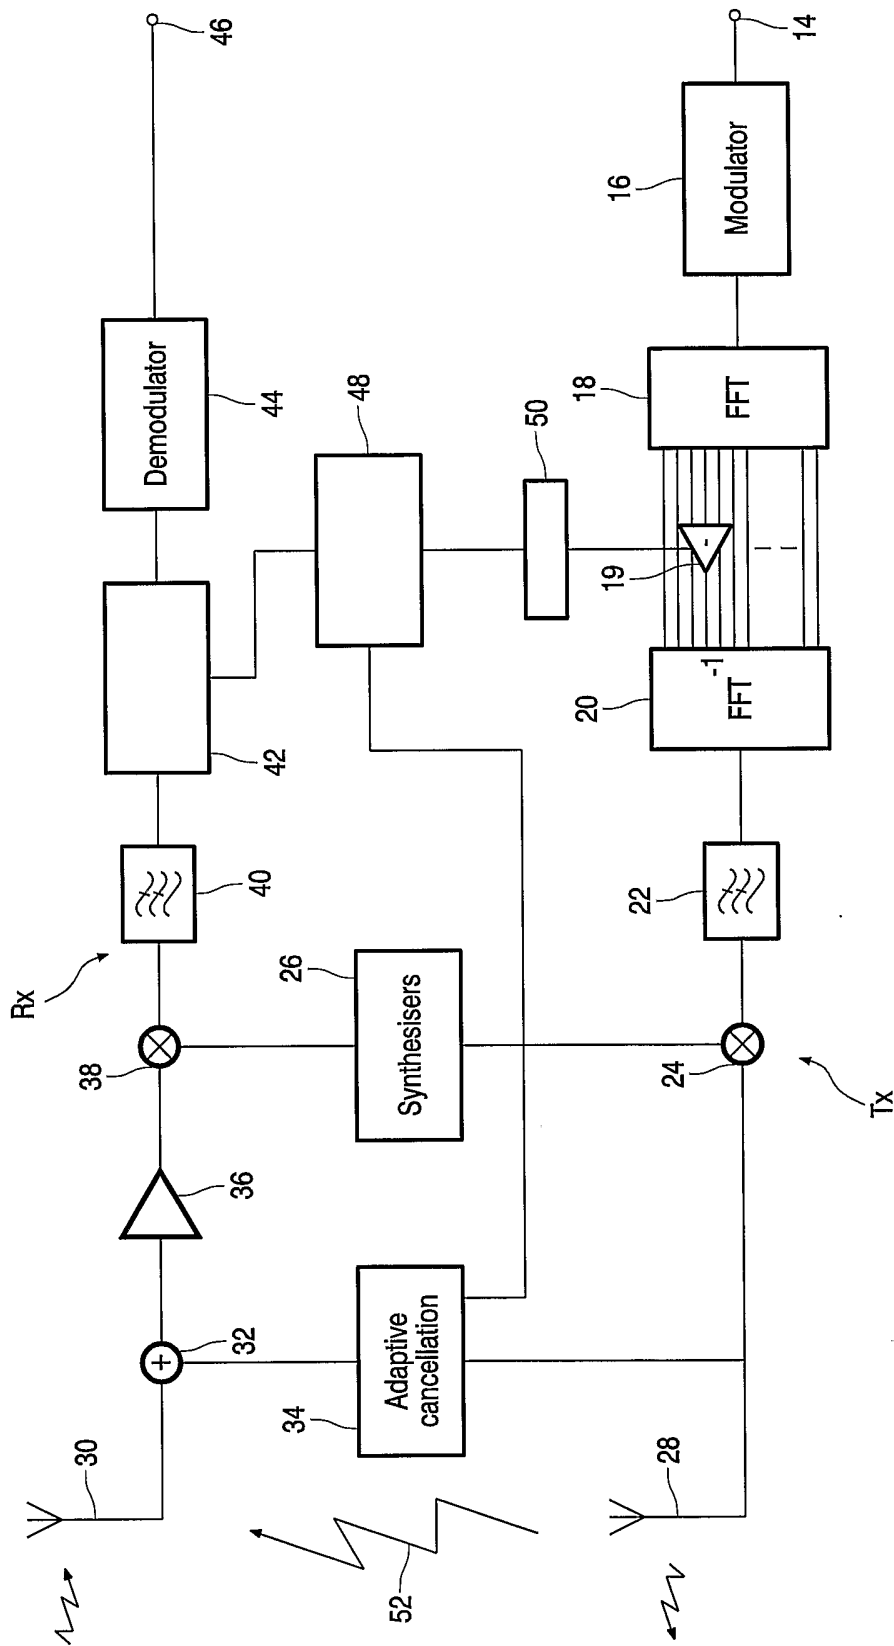 46
14
16
Modulator
Demodulator
44
48
50
18
FFT
-
19
20
FFT
-1
42
40
22
Rx
26
Synthesisers
38
24
Tx
36
+
32
34
Adaptive
cancellation
30
28
52